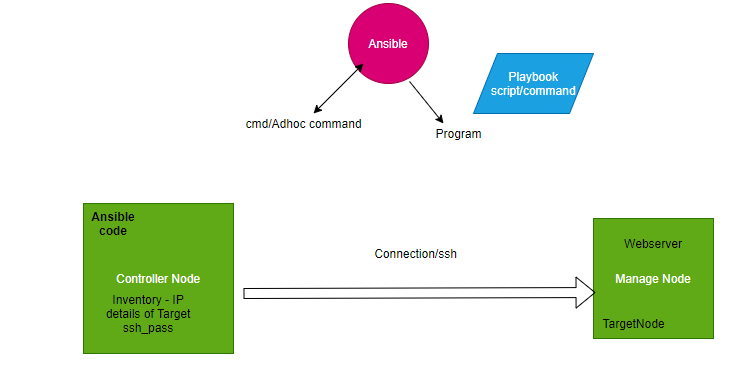 Ansible
Playbook
script/command
cmd/Adhoc command
Program
Ansible
code
Controller Node
Inventory - IP
details of Target
ssh_pass
Connection/ssh
Webserver
Manage Node
TargetNode